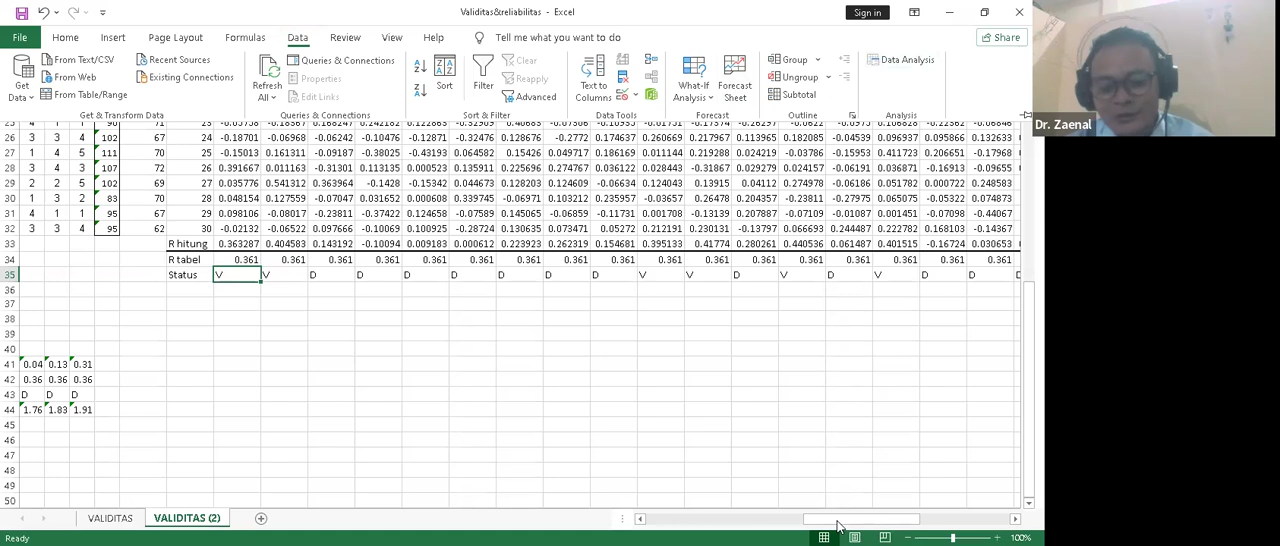 Validitas&reliabilitas - Excel
Sign in
File Home Insert Page Layout Formulas Data Review View Help Tell me what you want to do Share
Get Data From Text/CSV From Web From Table/Range Recent Sources Existing Connections
Refresh All Queries & Connections Properties Edit Links
Sort Filter Clear Reapply Advanced
Text to Columns What-If Analysis Forecast Sheet
Group Ungroup Subtotal Data Analysis
Get & Transform Data Queries & Connections Sort & Filter Data Tools Forecast Outline Analysis
Dr. Zaenal
26 3 3 4 102 67 24 -0.18701 -0.06968 -0.06242 -0.10476 -0.12871 -0.32476 0.128676 -0.2772 0.174637 0.260669 0.217967 0.113965 0.182085 -0.04539 0.096937 0.095866 0.132633
27 1 4 5 111 70 25 -0.15013 0.161311 -0.09187 -0.38025 -0.43193 0.064582 0.15426 0.049717 0.186169 0.011144 0.219288 0.024219 -0.03786 -0.15953 0.411723 0.206651 -0.17968
28 3 4 3 107 72 26 0.391667 0.011163 -0.31301 0.113135 0.000569 0.135911 0.225696 0.274767 0.036122 0.028443 -0.31867 0.029279 0.024157 -0.06191 0.036871 -0.16913 -0.09655
29 2 2 5 102 69 27 0.035776 0.541312 0.363964 -0.1428 -0.15342 0.044673 0.128203 0.124609 -0.06634 0.124043 0.13915 0.04112 0.274978 -0.06186 0.051782 0.000722 0.248583
30 1 3 2 83 70 28 0.048154 0.127559 -0.07047 0.031652 0.000608 0.339745 -0.06971 0.103212 0.235957 -0.03657 0.26478 0.204357 -0.23811 -0.27975 0.065075 -0.05322 0.074873
31 4 1 1 95 67 29 0.098106 -0.08017 -0.23811 -0.37422 0.124658 -0.07589 0.145065 -0.06859 -0.11731 0.001708 -0.13139 0.207887 -0.07109 -0.01087 0.001451 -0.07098 -0.44067
32 3 3 4 95 62 30 -0.02132 -0.06522 0.097666 -0.10069 0.100925 -0.28724 0.130635 0.073471 0.05272 0.212191 0.230131 -0.13797 0.066693 0.222782 0.168103 -0.14367
33 R hitung 0.363287 0.404583 0.143192 -0.10094 0.009183 0.000612 0.223923 0.262319 0.154681 0.395133 0.41774 0.280261 0.440536 0.061487 0.401515 -0.16724 0.030653
34 R tabel 0.361 0.361 0.361 0.361 0.361 0.361 0.361 0.361 0.361 0.361 0.361 0.361 0.361 0.361 0.361 0.361 0.361
35 Status V V D D D D D D D V V D V D V D D D
36
37
38
39
40
41 0.04 0.13 0.31
42 0.36 0.36 0.36
43 D D D
44 1.76 1.83 1.91
45
46
47
48
49
50
VALIDITAS VALIDITAS (2)
Ready 100%